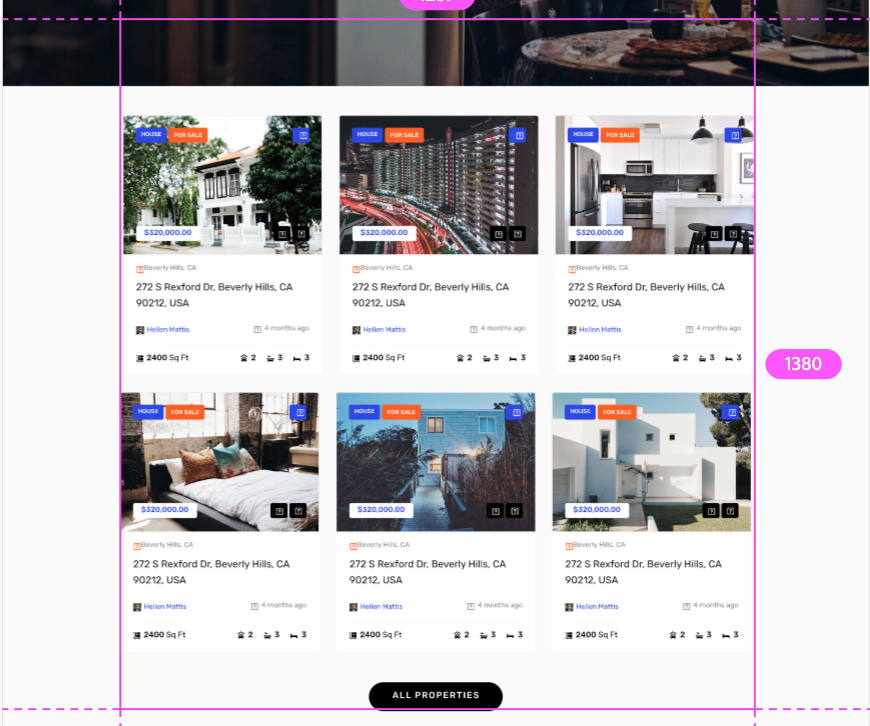 HOUSE FOR SALE
HOUSE FOR SALE
HOUSE FOR SALE
$320,000.00
$320,000.00
$320,000.00
Beverly Hills, CA
Beverly Hills, CA
Beverly Hills, CA
272 S Rexford Dr, Beverly Hills, CA
90212, USA
272 S Rexford Dr, Beverly Hills, CA
90212, USA
272 S Rexford Dr, Beverly Hills, CA
90212, USA
Hellen Mattis 4 months ago
Hellen Mattis 4 months ago
Hellen Mattis 4 months ago
2400 Sq Ft 2 3 3
2400 Sq Ft 2 3 3
2400 Sq Ft 2 3 3
1380
HOUSE FOR SALE
HOUSE FOR SALE
HOUSE FOR SALE
$320,000.00
$320,000.00
$320,000.00
Beverly Hills, CA
Beverly Hills, CA
Beverly Hills, CA
272 S Rexford Dr, Beverly Hills, CA
90212, USA
272 S Rexford Dr, Beverly Hills, CA
90212, USA
272 S Rexford Dr, Beverly Hills, CA
90212, USA
Hellen Mattis 4 months ago
Hellen Mattis 4 months ago
Hellen Mattis 4 months ago
2400 Sq Ft 2 3 3
2400 Sq Ft 2 3 3
2400 Sq Ft 2 3 3
ALL PROPERTIES